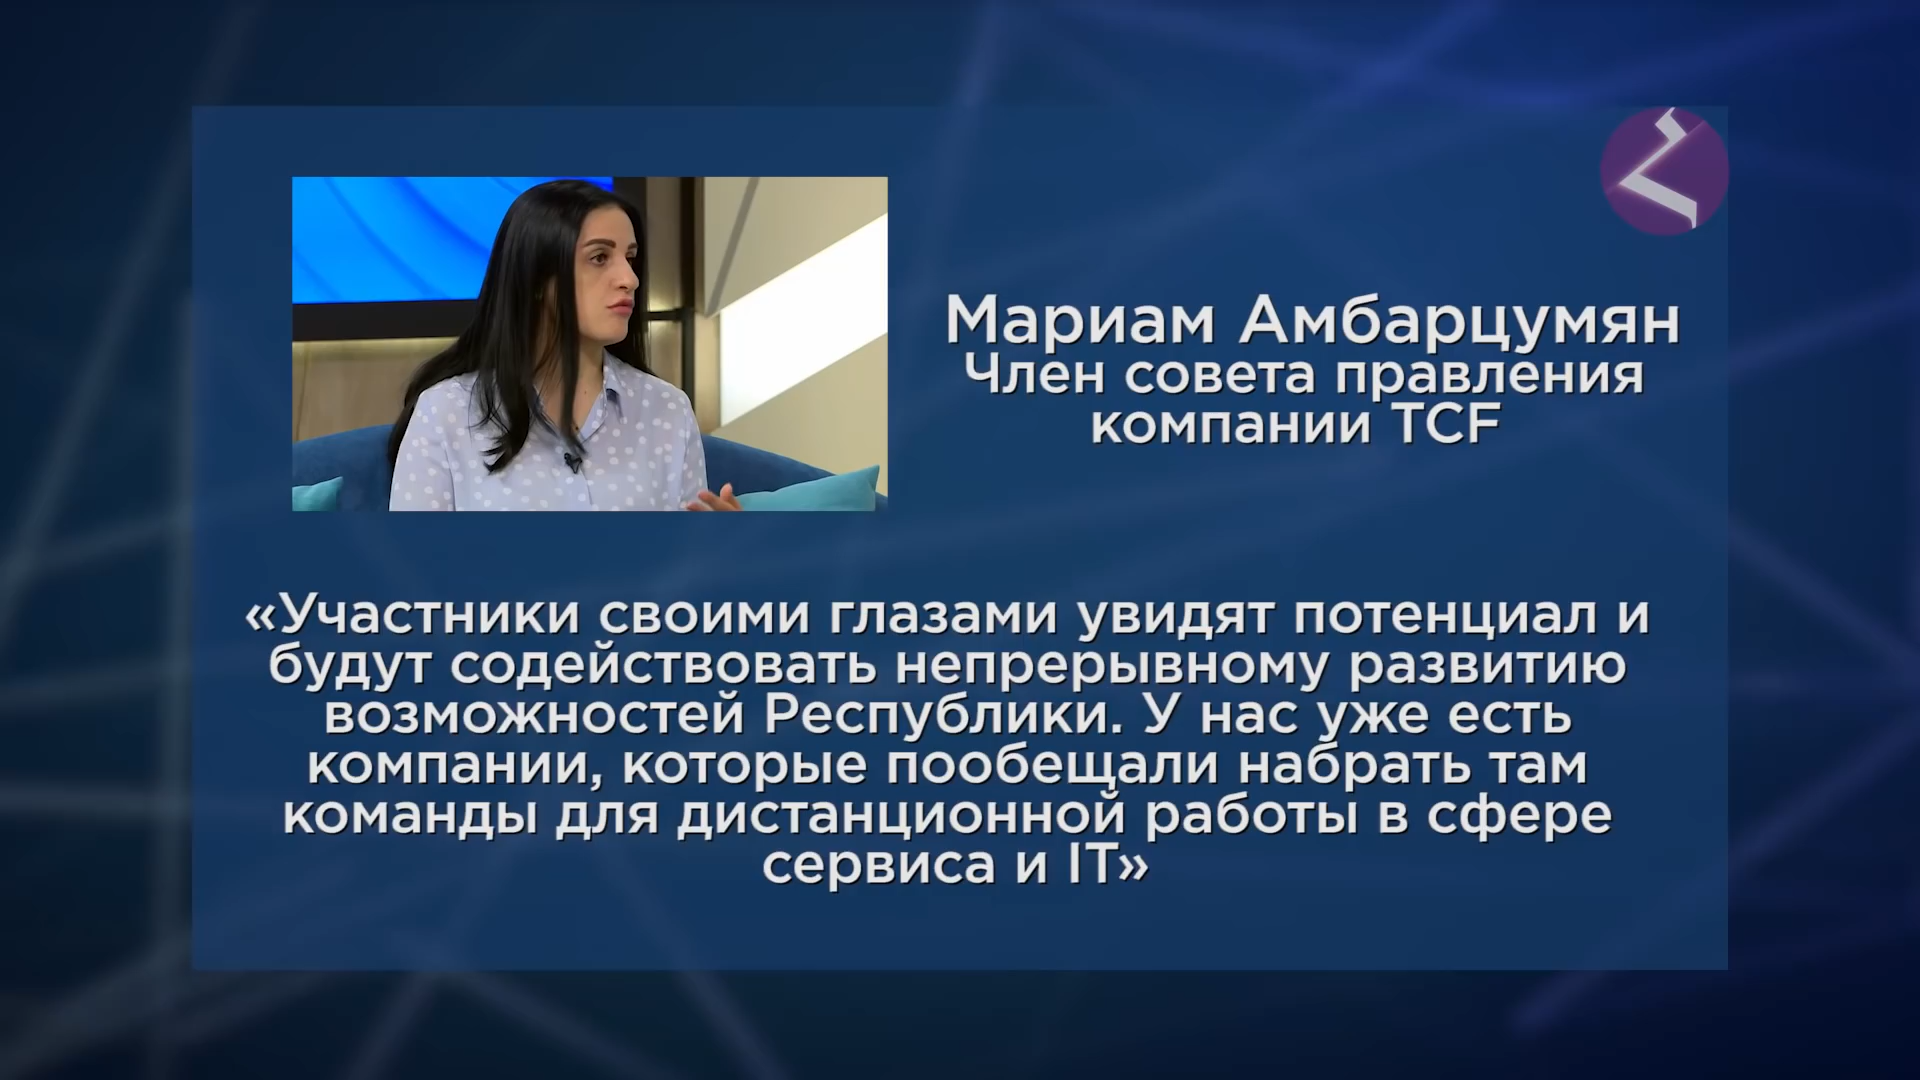 Мариам Амбарцумян
Член совета правления
компании TCF
«Участники своими глазами увидят потенциал и
будут содействовать непрерывному развитию
возможностей Республики. У нас уже есть
компании, которые пообещали набрать там
команды для дистанционной работы в сфере
сервиса и IT»